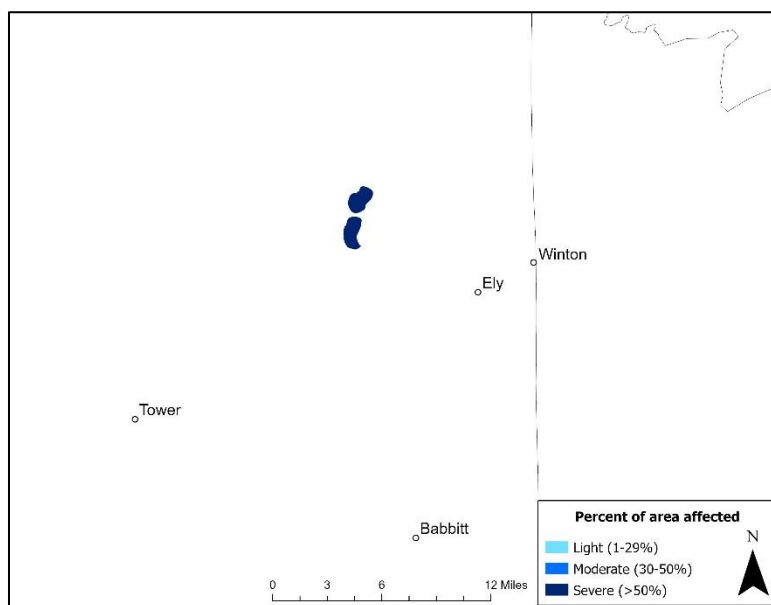 Winton
Ely
Tower
Babbitt
Percent of area affected
N
Light (1-29%)
Moderate (30-50%)
Severe (>50%)
0 3 6 12 Miles